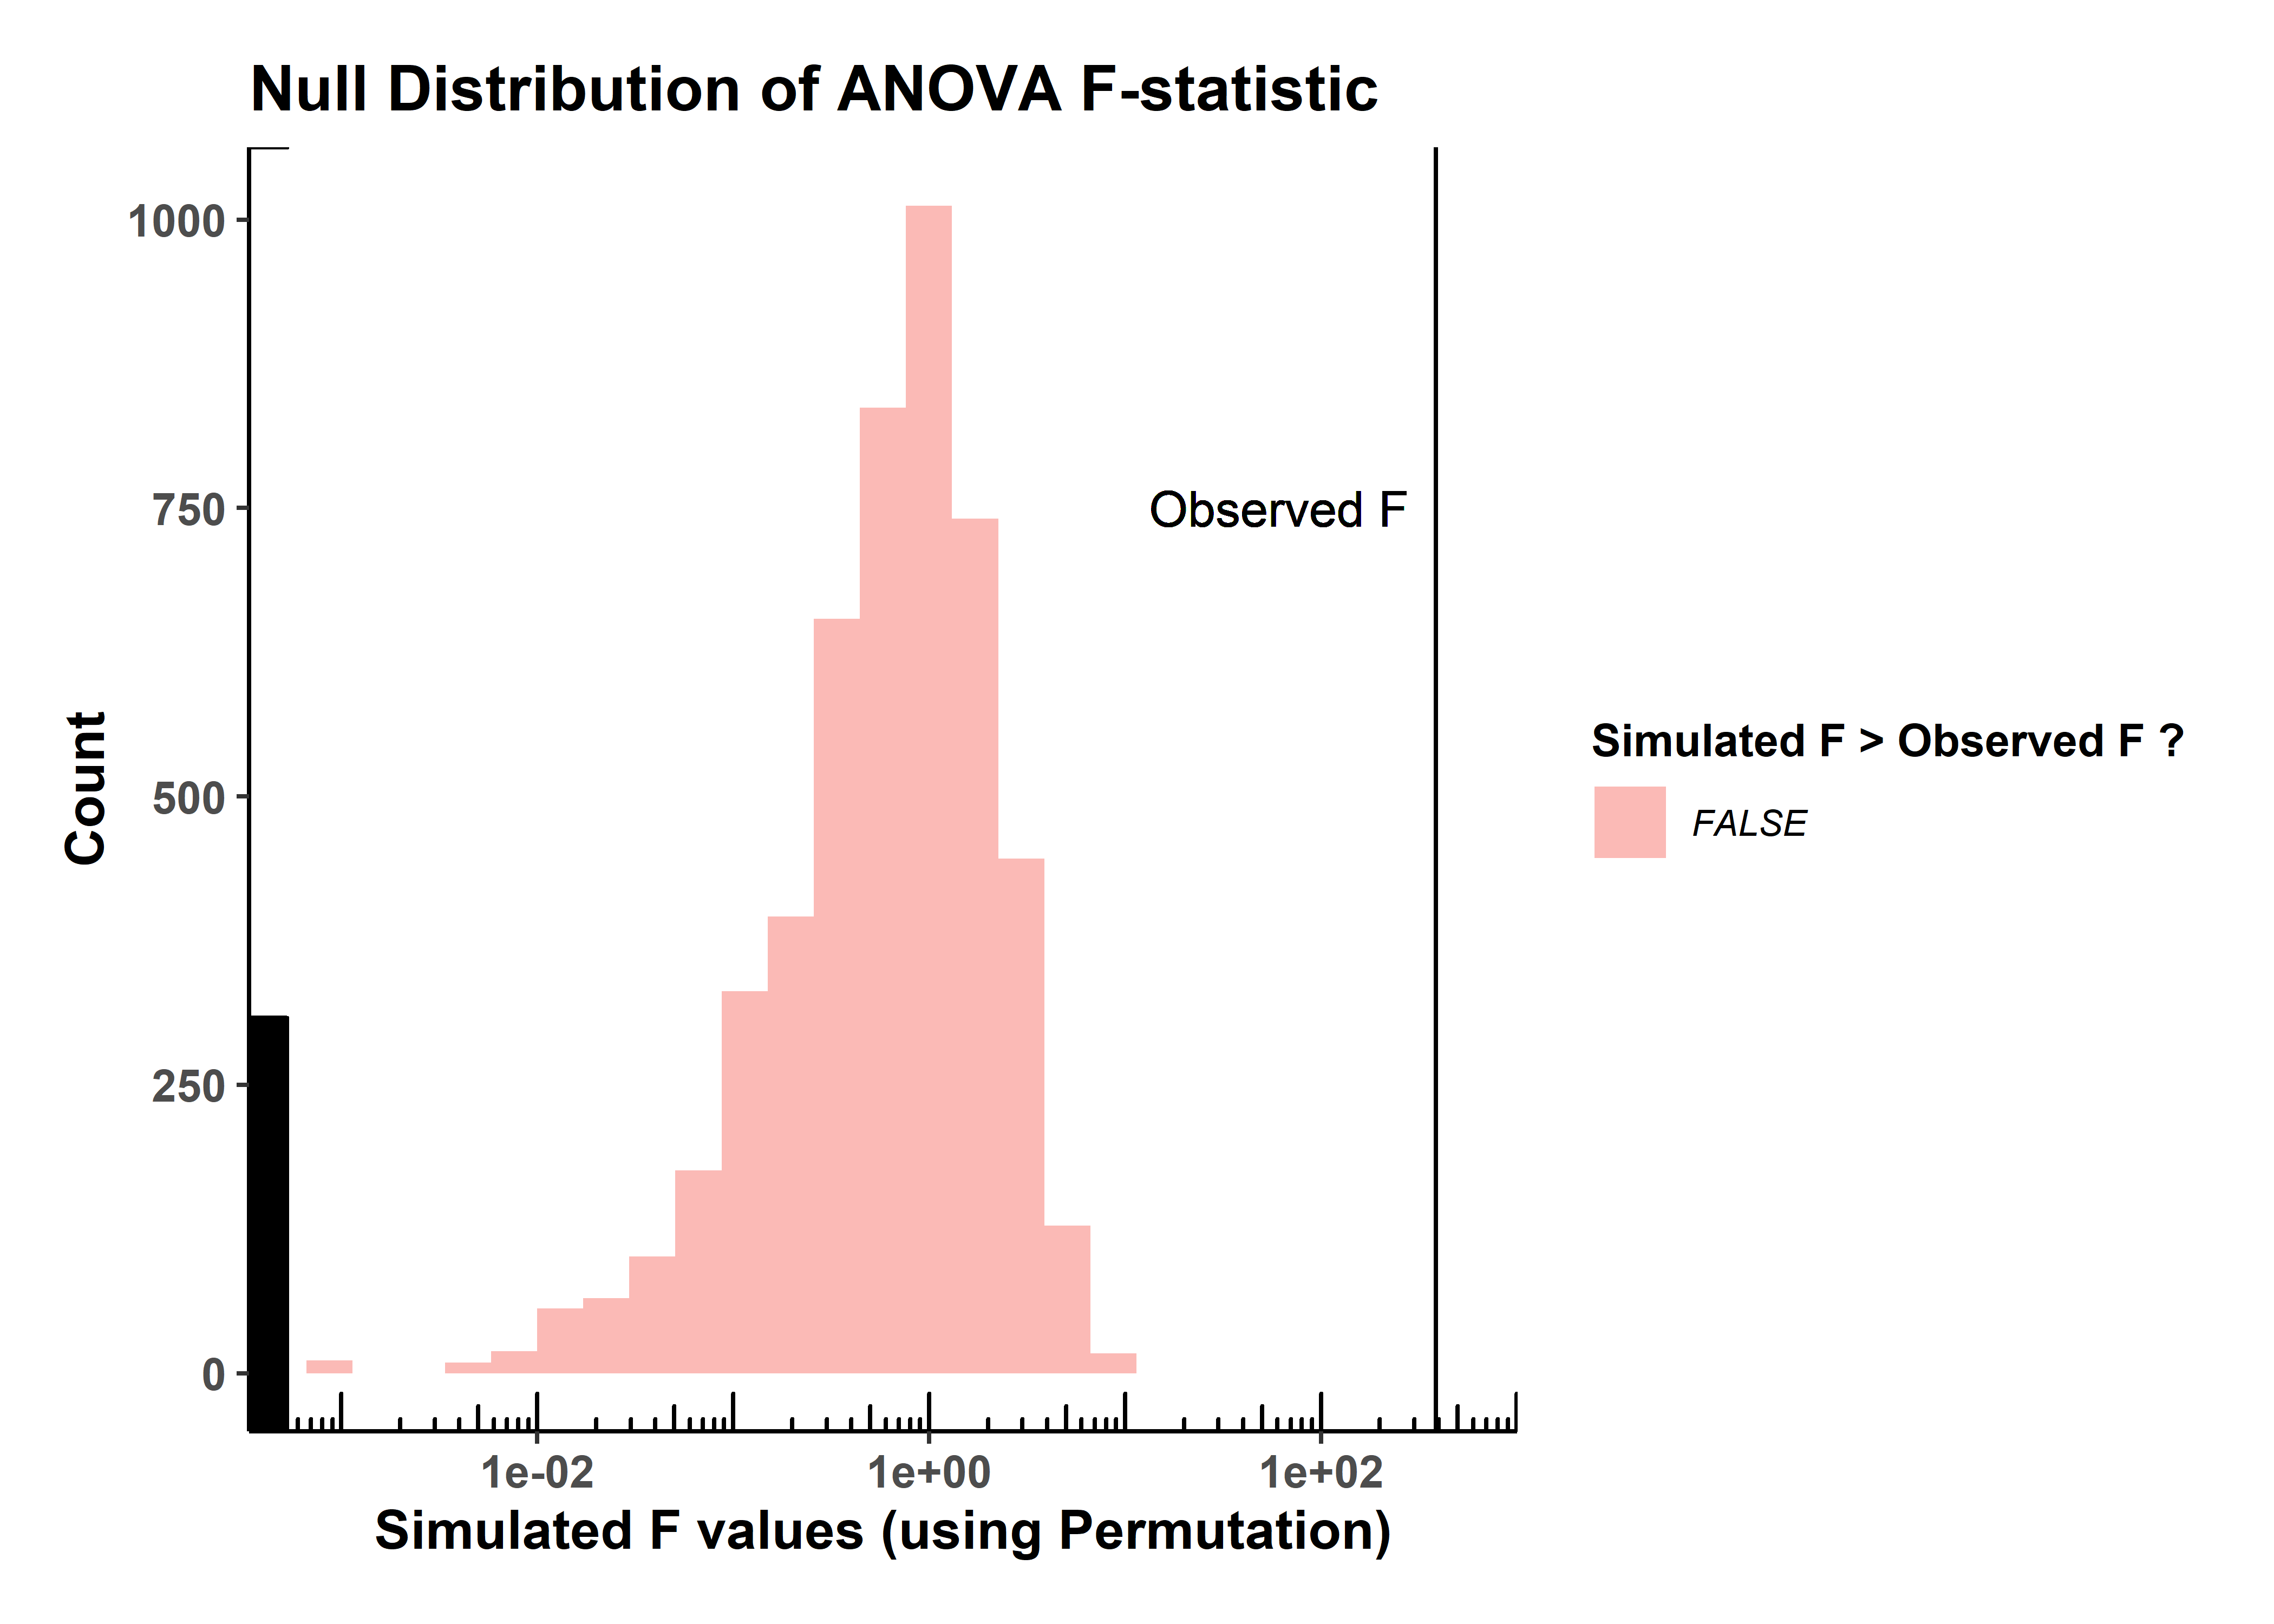 Null Distribution of ANOVA F-statistic
1000
750
500
250
0
Count
Observed F
1e-02
1e+00
1e+02
Simulated F values (using Permutation)
Simulated F > Observed F ?
FALSE